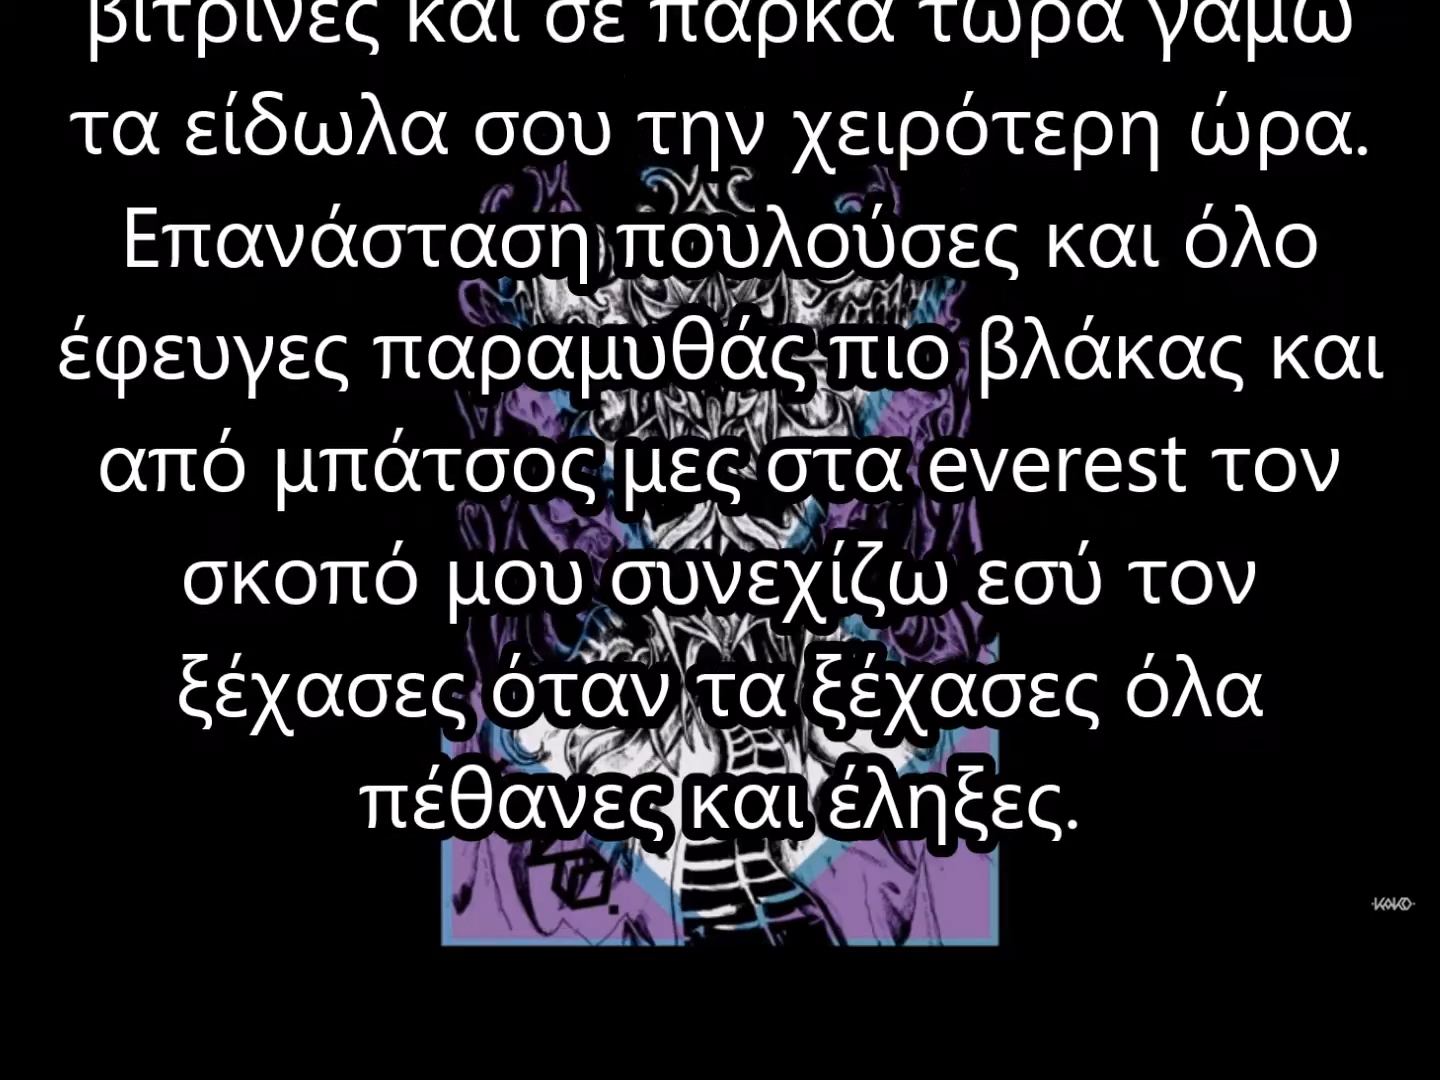 βιτρίνες και σε πάρκα τώρα γαμώ
τα είδωλα σου την χειρότερη ώρα.
Επανάσταση πουλούσες και όλο
έφευγες παραμυθάς πιο βλάκας και
από μπάτσος μες στα everest τον
σκοπό μου συνεχίζω εσύ τον
ξέχασες όταν τα ξέχασες όλα
πέθανες και έληξες.
KAKO